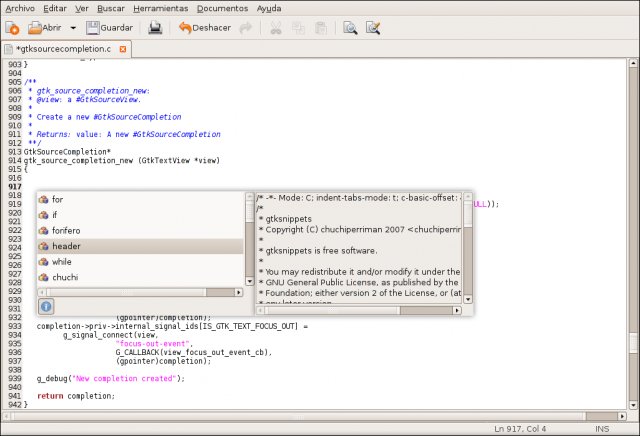 Archivo Editar Ver Buscar Herramientas Documentos Ayuda
Abrir Guardar Deshacer
*gtksourcecompletion.c
903 }
904
905 /**
906  * gtk_source_completion_new:
907  * @view: a #GtkSourceView.
908  *
909  * Create a new #GtkSourceCompletion
910  *
911  * Returns: value: A new #GtkSourceCompletion
912  **/
913 GtkSourceCompletion*
914 gtk_source_completion_new (GtkTextView *view)
915 {
916
917
918
919 ULL));
920
921
922
923
924
925
926
927
928
929
930
931
for
if
forifero
header
while
chuchi
/* -*- Mode: C; indent-tabs-mode: t; c-basic-offset:
/*
 * gtksnippets
 * Copyright (C) chuchiperriman 2007 <chuchiperrim
 *
 * gtksnippets is free software.
 *
 * You may redistribute it and/or modify it under the
 * GNU General Public License, as published by the
 * Foundation; either version 2 of the License, or (at
 * any later version
(gpointer)completion);
932
933 completion->priv->internal_signal_ids[IS_GTK_TEXT_FOCUS_OUT] =
934 g_signal_connect(view,
935 "focus-out-event",
936 G_CALLBACK(view_focus_out_event_cb),
937 (gpointer)completion);
938
939 g_debug("New completion created");
940
941 return completion;
942 }
Ln 917, Col 4 INS